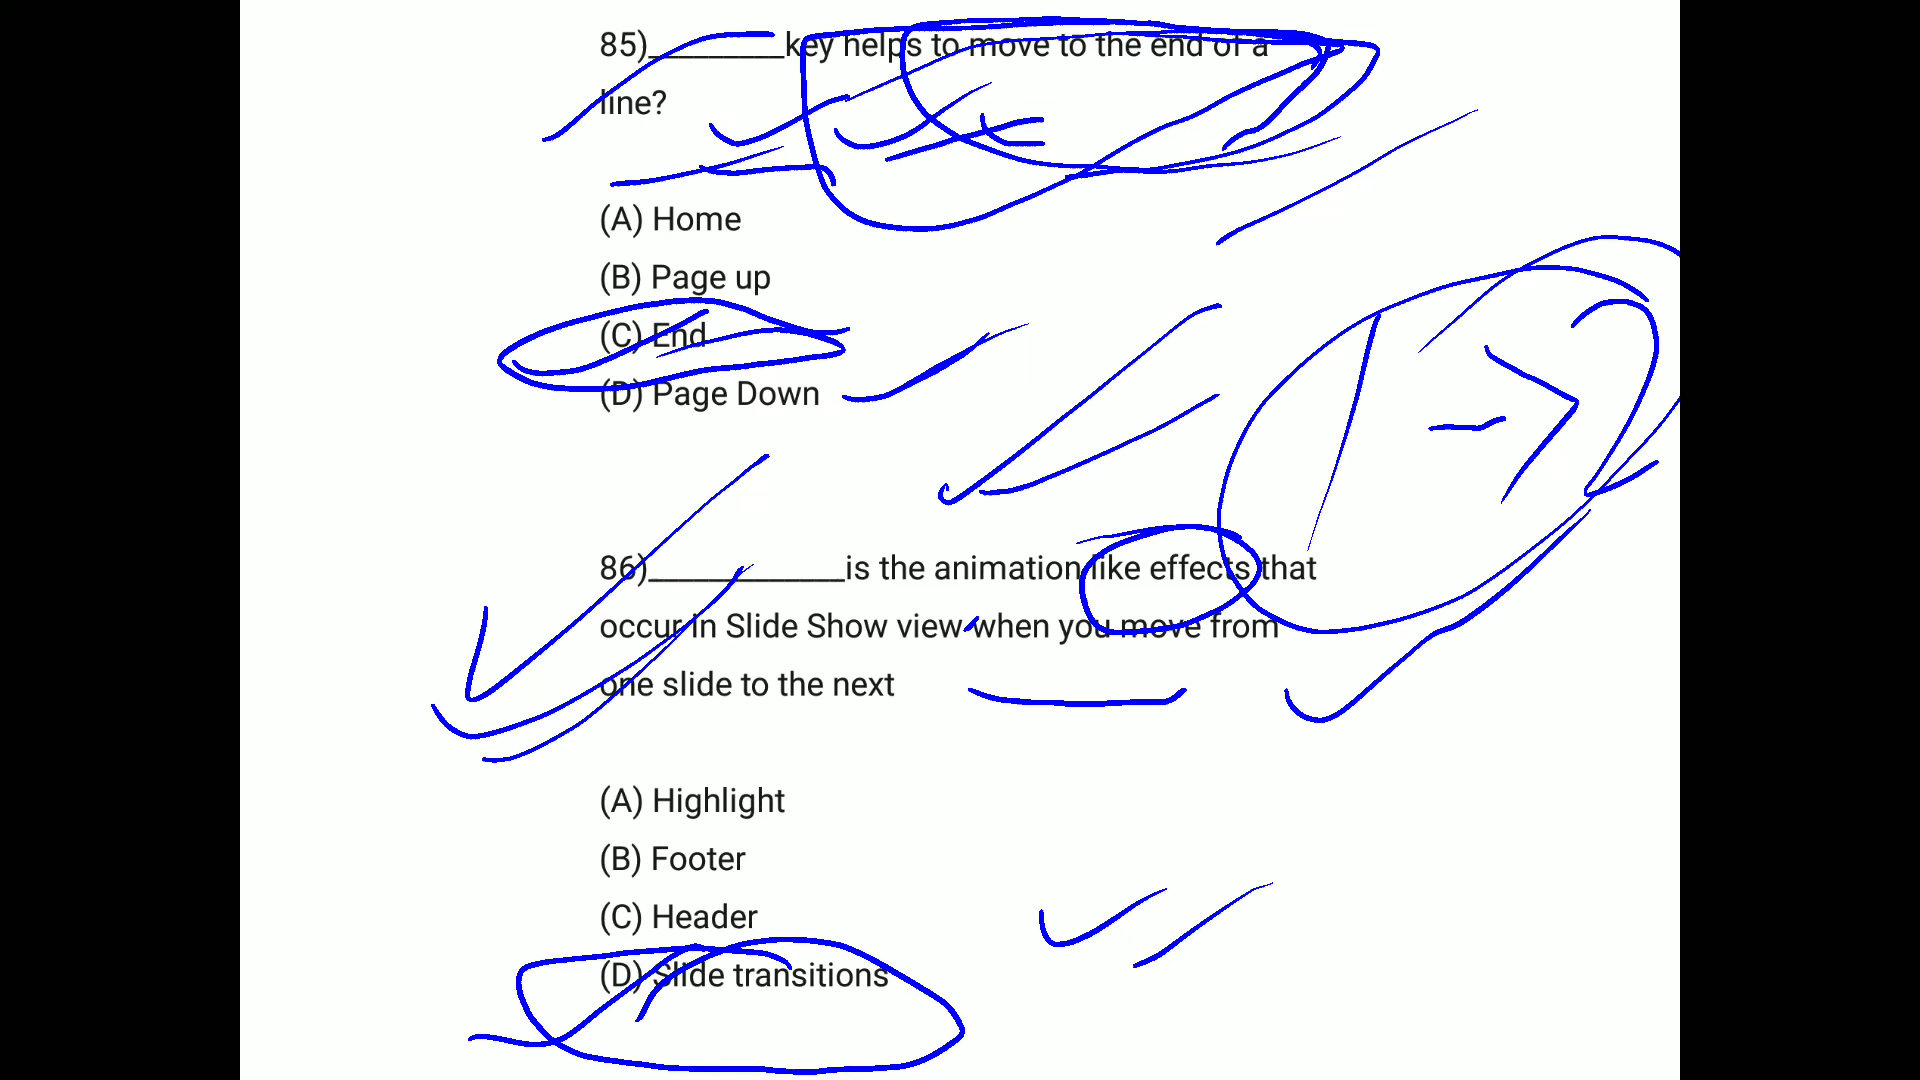 85)_________key helps to move to the end of a
line?
(A) Home
(B) Page up
(C) End
(D) Page Down
86)_____________is the animation like effects that
occur in Slide Show view when you move from
one slide to the next
(A) Highlight
(B) Footer
(C) Header
(D) Slide transitions